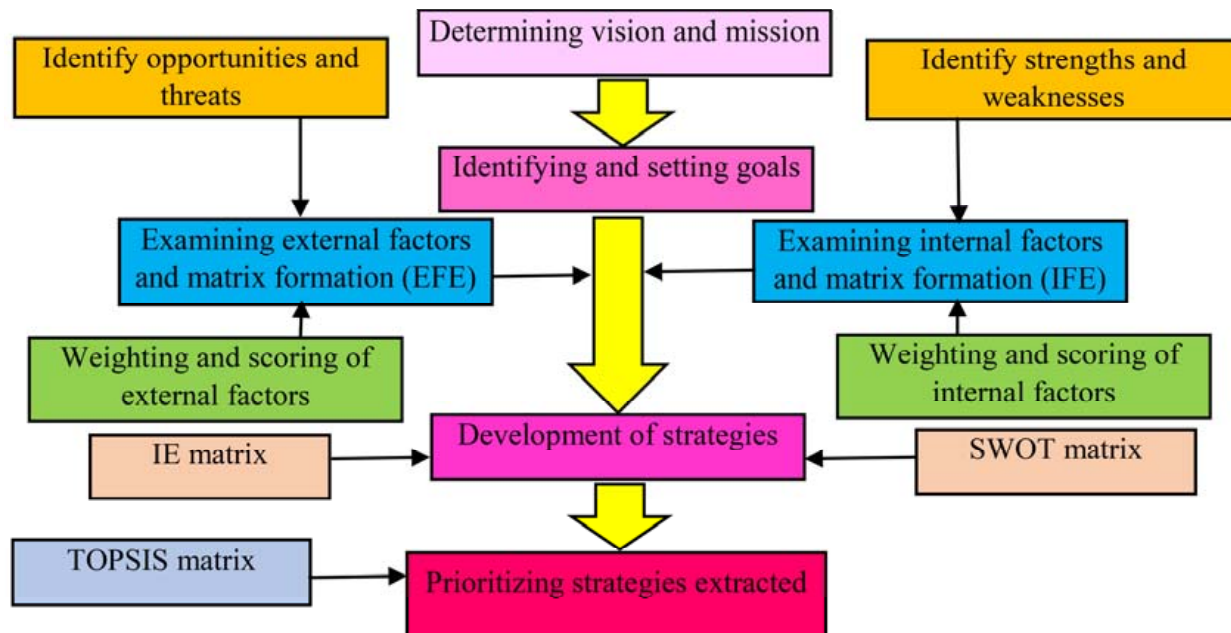 Determining vision and mission
Identify opportunities and
threats
Identify strengths and
weaknesses
Identifying and setting goals
Examining external factors
and matrix formation (EFE)
Examining internal factors
and matrix formation (IFE)
Weighting and scoring of
external factors
Weighting and scoring of
internal factors
Development of strategies
IE matrix
SWOT matrix
TOPSIS matrix
Prioritizing strategies extracted